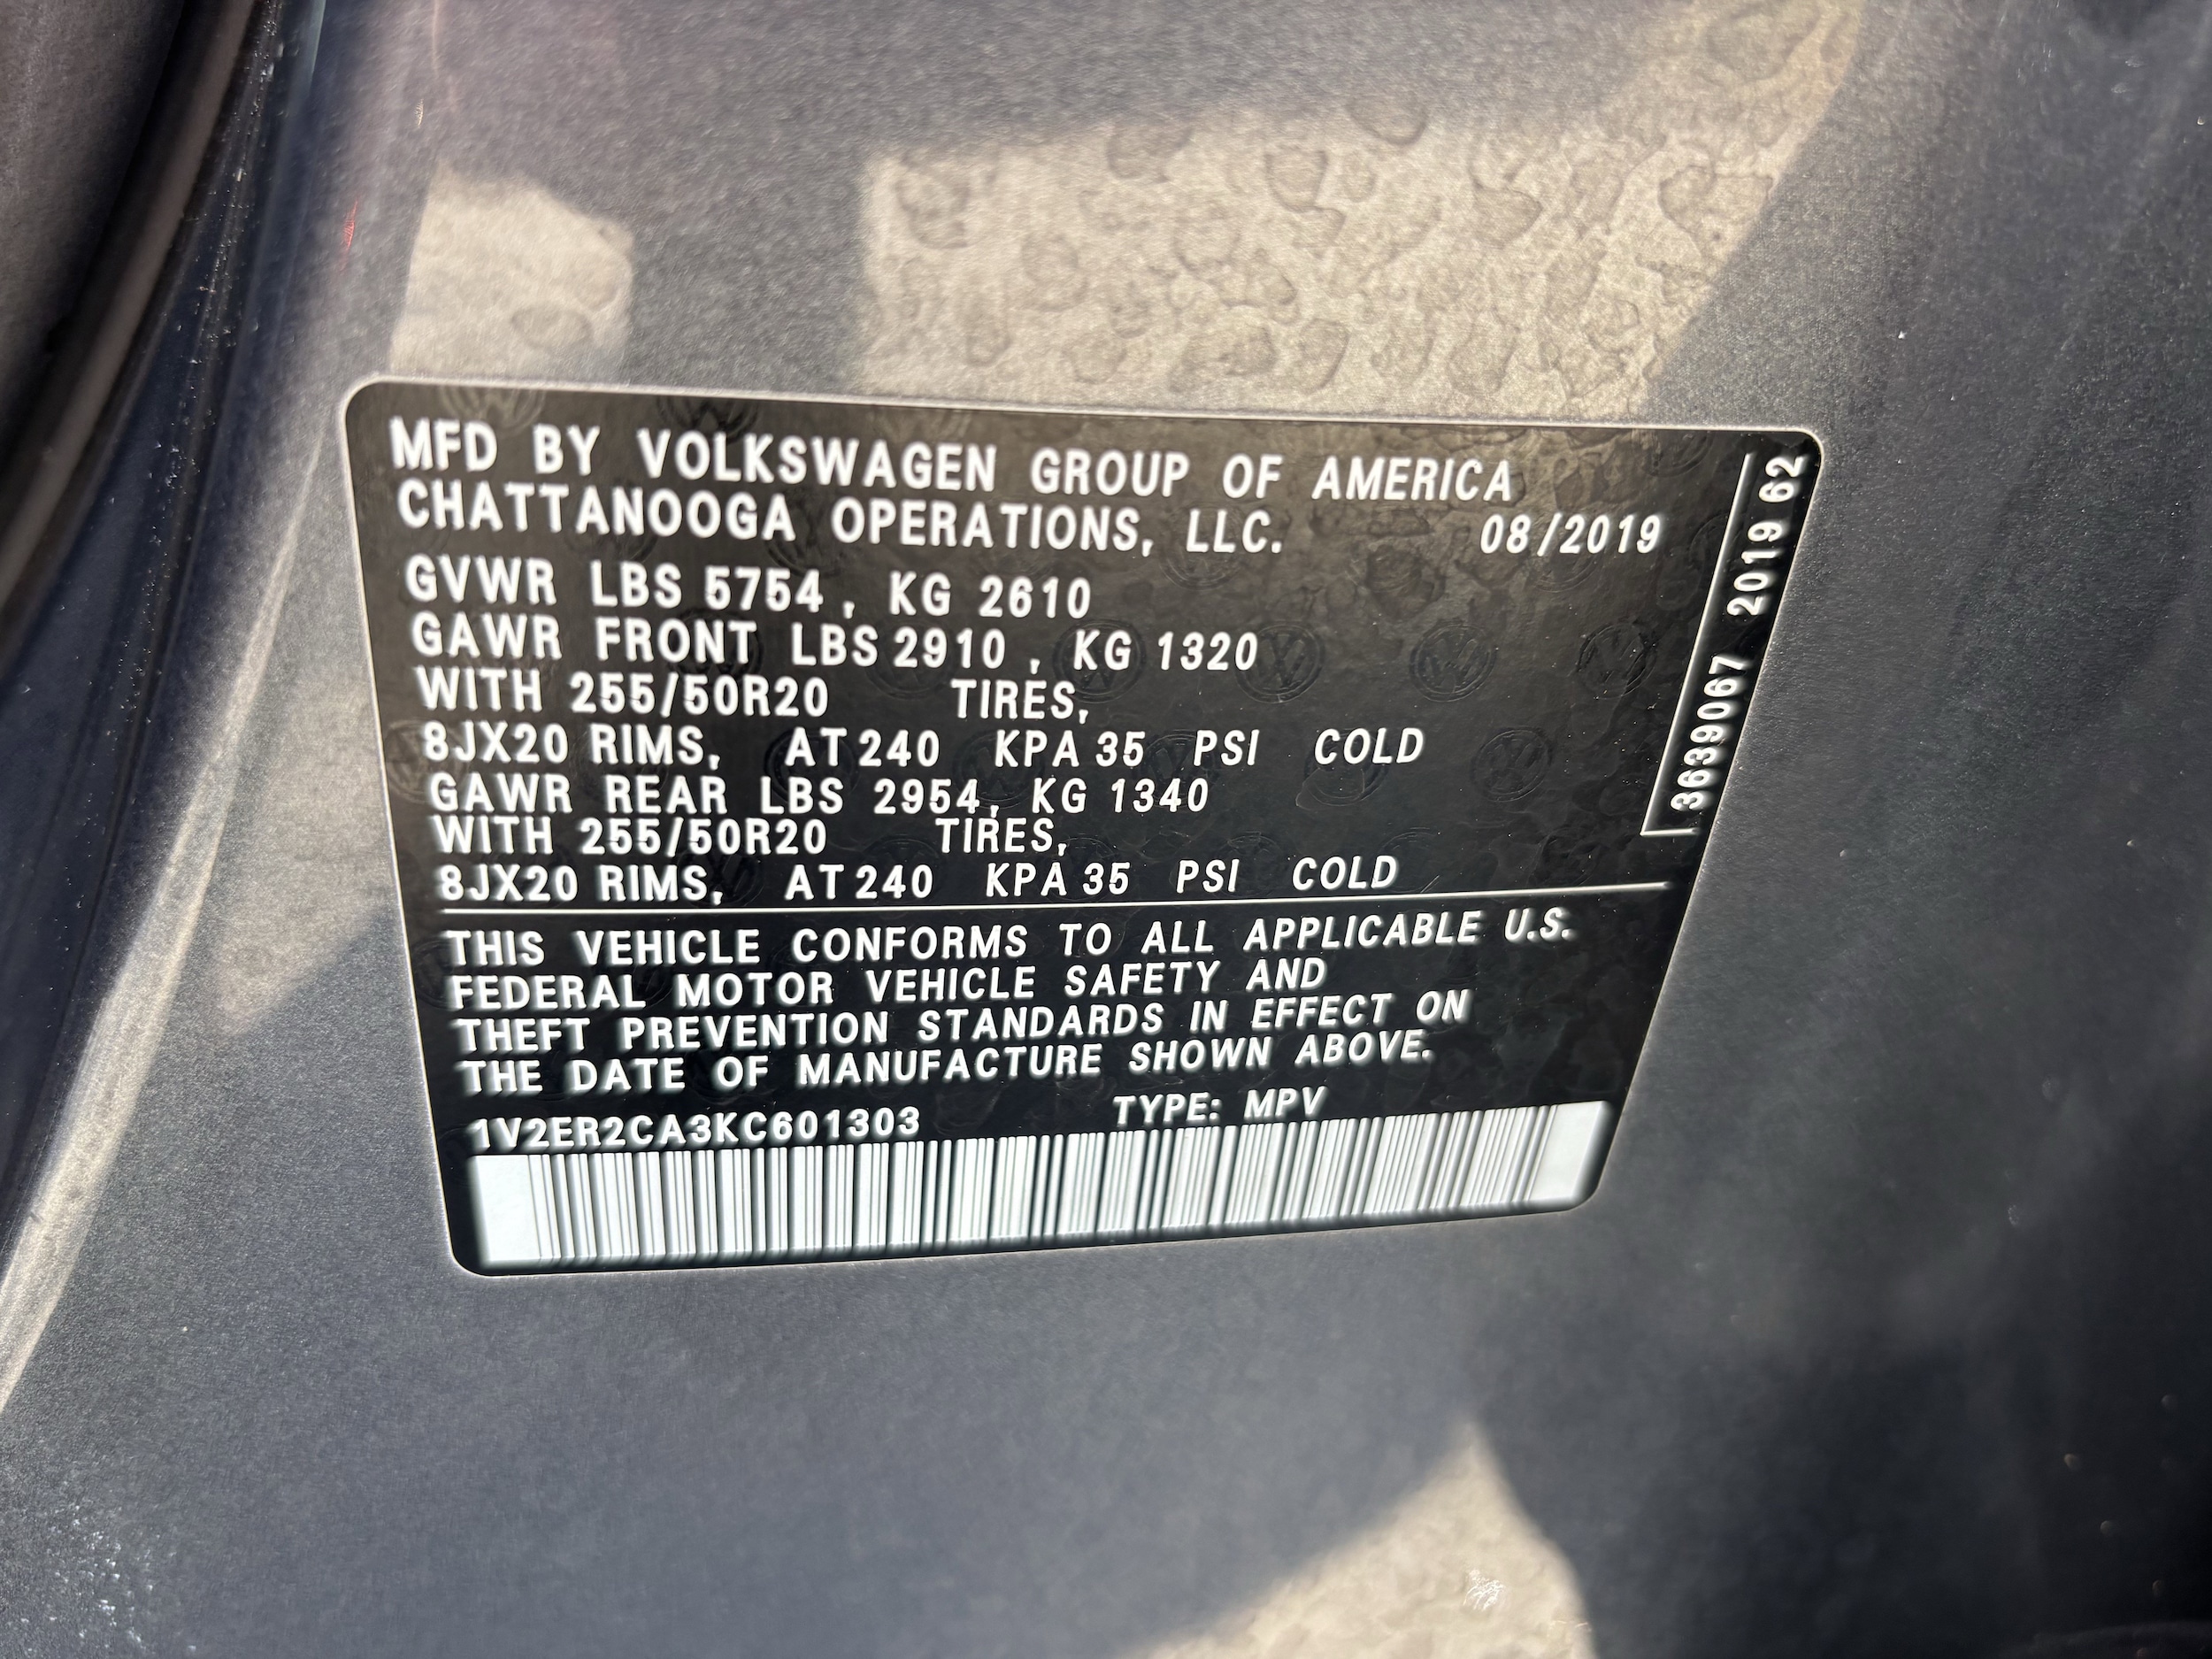 MFD BY VOLKSWAGEN GROUP OF AMERICA
CHATTANOOGA OPERATIONS, LLC. 08/2019
GVWR LBS 5754, KG 2610
GAWR FRONT LBS 2910, KG 1320
WITH 255/50R20 TIRES,
8JX20 RIMS, AT 240 KPA 35 PSI COLD
GAWR REAR LBS 2954, KG 1340
WITH 255/50R20 TIRES,
8JX20 RIMS, AT 240 KPA 35 PSI COLD
3639067 2019 62
THIS VEHICLE CONFORMS TO ALL APPLICABLE U.S.
FEDERAL MOTOR VEHICLE SAFETY AND
THEFT PREVENTION STANDARDS IN EFFECT ON
THE DATE OF MANUFACTURE SHOWN ABOVE.
1V2ER2CA3KC601303 TYPE: MPV